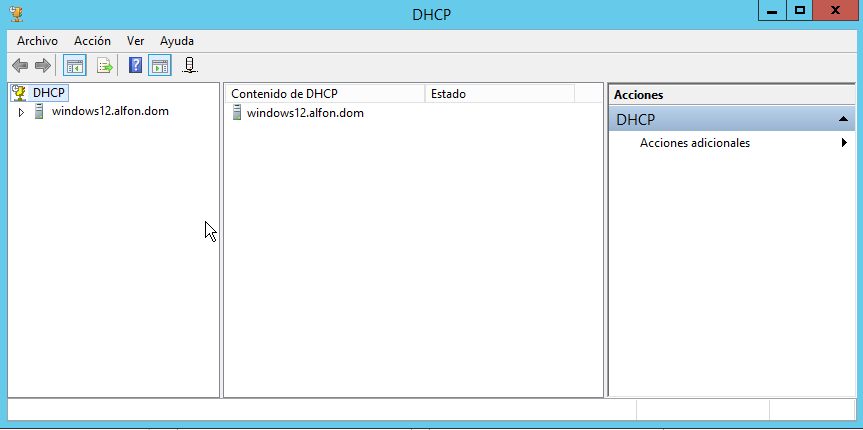 DHCP
Archivo Acción Ver Ayuda
DHCP
windows12.alfon.dom
Contenido de DHCP Estado
windows12.alfon.dom
Acciones
DHCP
Acciones adicionales